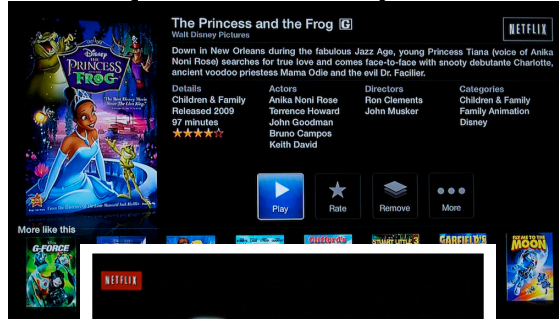 The Princess and the Frog G
Walt Disney Pictures
NETFLIX
Down in New Orleans during the fabulous Jazz Age, young Princess Tiana (voice of Anika
Noni Rose) searches for true love and comes face-to-face with snooty debutante Charlotte,
ancient voodoo priestess Mama Odie and the evil Dr. Facilier.
Details
Children & Family
Released 2009
97 minutes
Actors
Anika Noni Rose
Terrence Howard
John Goodman
Bruno Campos
Keith David
Directors
Ron Clements
John Musker
Categories
Children & Family
Family Animation
Disney
Disney
THE
PRINCESS
AND THE
FROG
Play
Rate
Remove
More
More like this
G-FORCE
STUART LITTLE 3
GARFIELD'S
FLY ME TO THE
MOON
NETFLIX